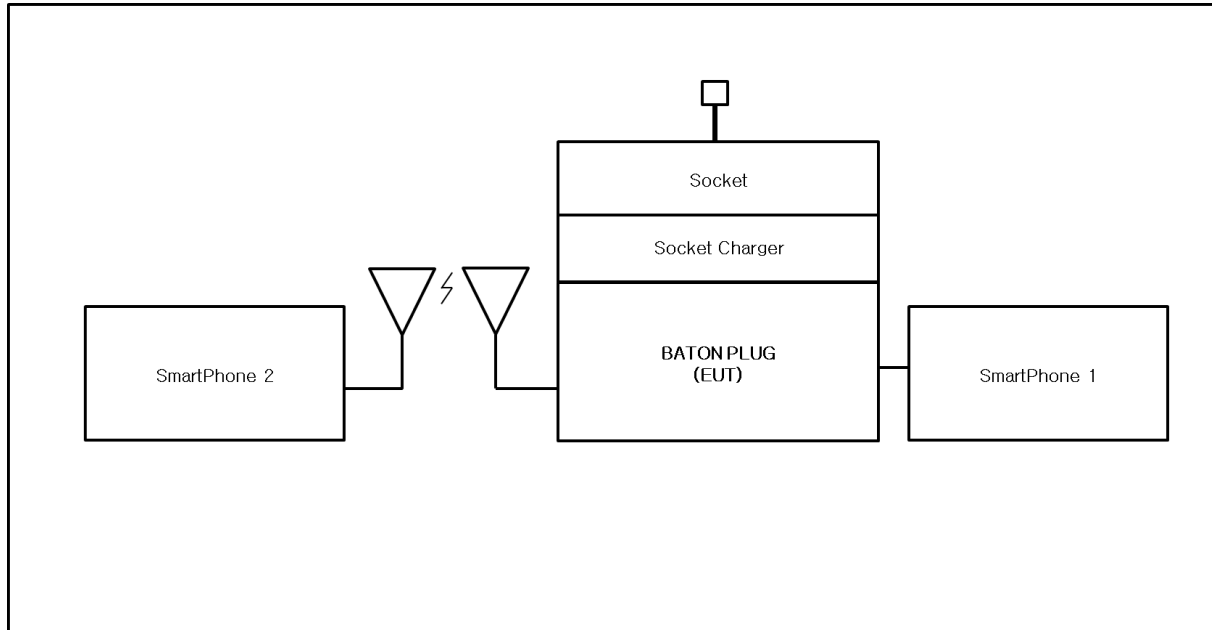 Socket
Socket Charger
BATON PLUG
(EUT)
SmartPhone 2
SmartPhone 1